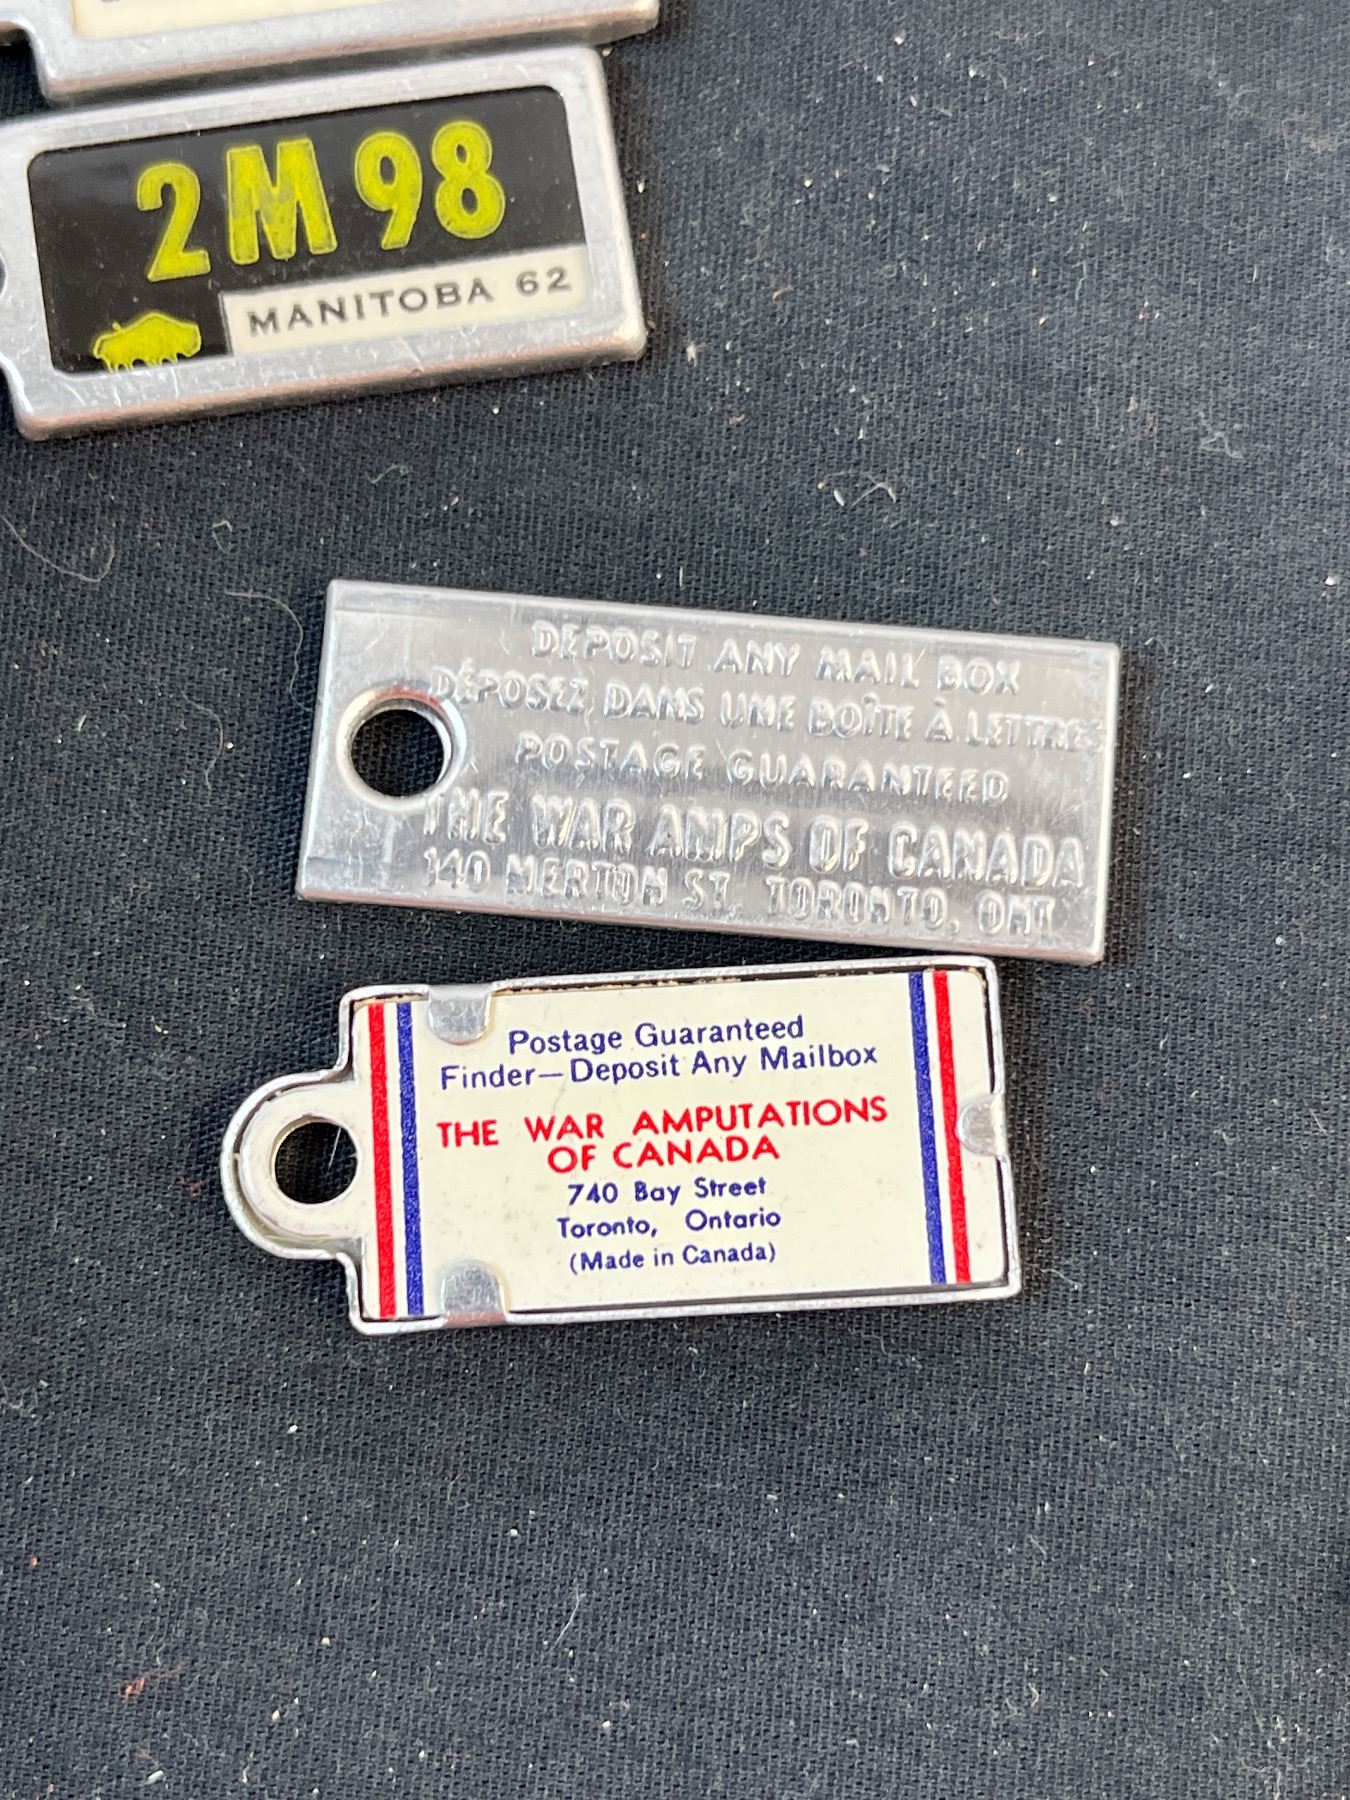 2M98
MANITOBA 62
DEPOSIT ANY MAIL BOX
DÉPOSEZ DANS UNE BOÎTE À LETTRES
POSTAGE GUARANTEED
THE WAR AMPS OF CANADA
140 MERTON ST. TORONTO, ONT
Postage Guaranteed
Finder—Deposit Any Mailbox
THE WAR AMPUTATIONS
OF CANADA
740 Bay Street
Toronto, Ontario
(Made in Canada)